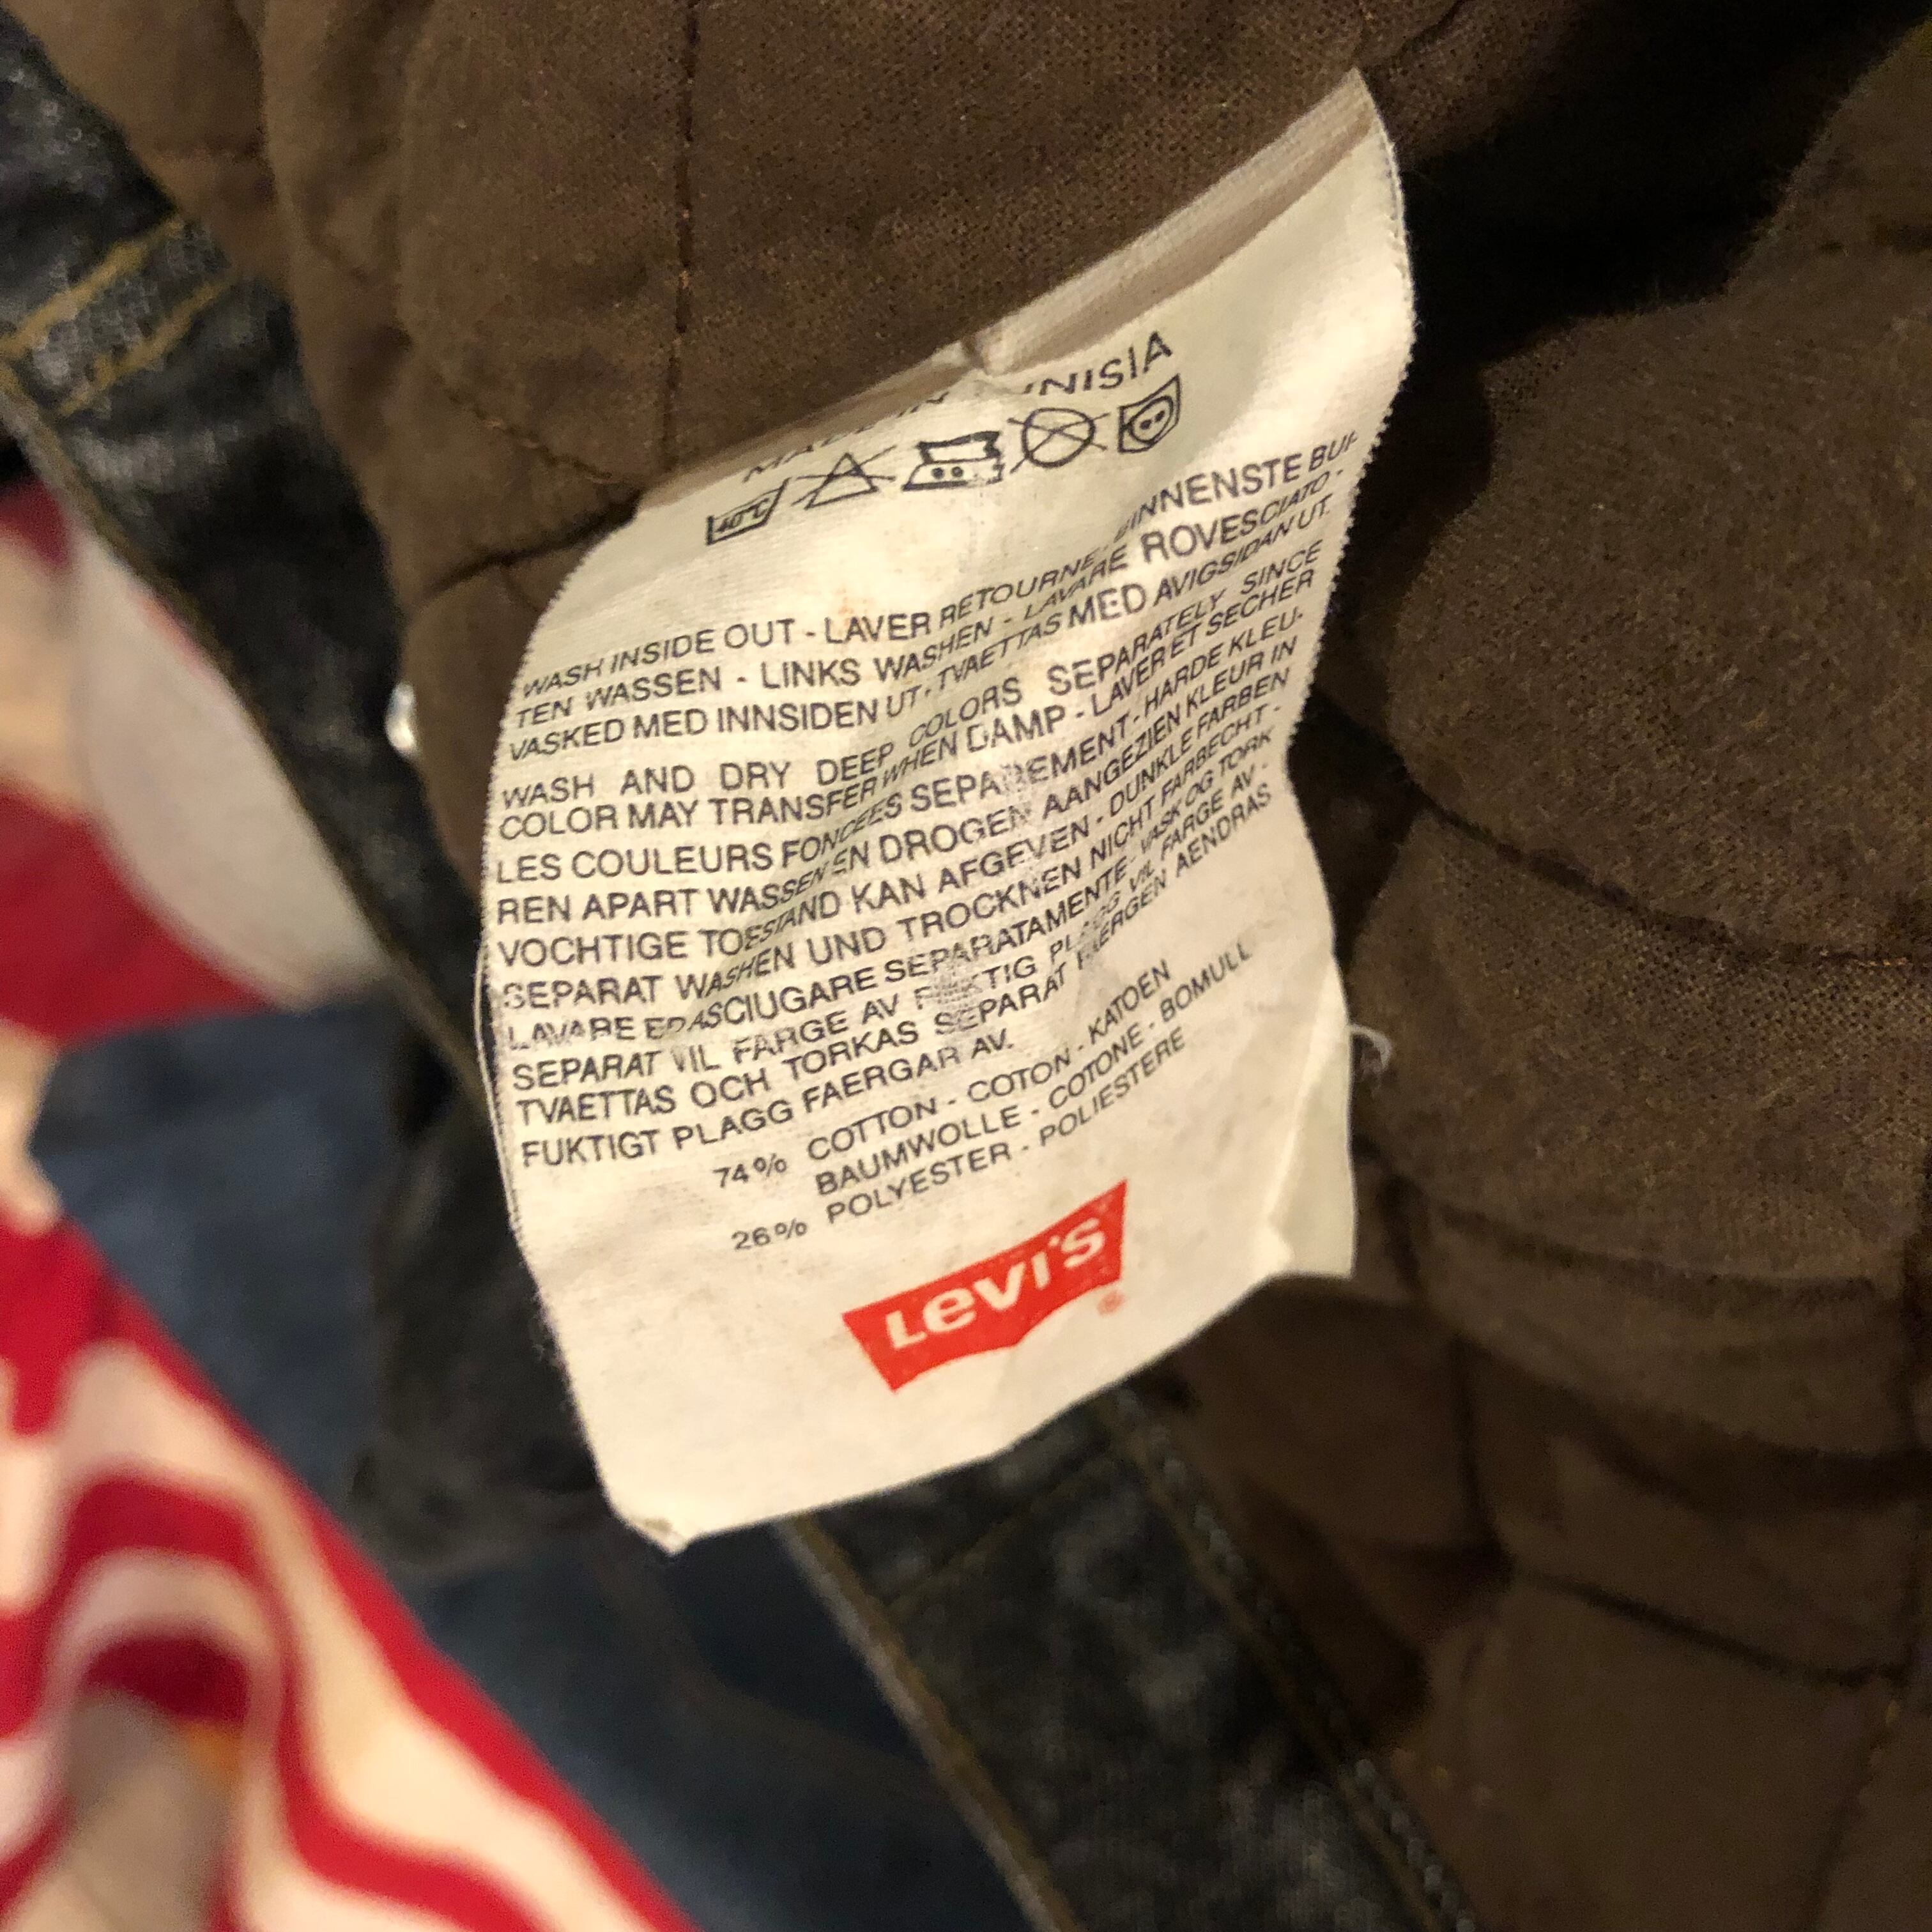 MADE IN TUNISIA
40°C
WASH INSIDE OUT - LAVER RETOURNE - BINNENSTE BUI-
TEN WASSEN - LINKS WASHEN - LAVARE ROVESCIATO -
VASKED MED INNSIDEN UT - TVAETTAS MED AVIGSIDAN UT.
WASH AND DRY DEEP COLORS SEPARATELY SINCE
COLOR MAY TRANSFER WHEN DAMP - LAVER ET SECHER
LES COULEURS FONCEES SEPAREMENT - HARDE KLEU-
REN APART WASSEN EN DROGEN AANGEZIEN KLEUR IN
VOCHTIGE TOESTAND KAN AFGEVEN - DUNKLE FARBEN
SEPARAT WASHEN UND TROCKNEN NICHT FARBECHT -
LAVARE ED ASCIUGARE SEPARATAMENTE - VASK OG TORK
SEPARAT VIL FARGE AV FUKTIG PLAGG VIL FARGE AV -
TVAETTAS OCH TORKAS SEPARAT FAERGEN AENDRAS
FUKTIGT PLAGG FAERGAR AV.
74% COTTON - COTON - KATOEN
BAUMWOLLE - COTONE - BOMULL
26% POLYESTER - POLIESTERE
LEVI'S ®